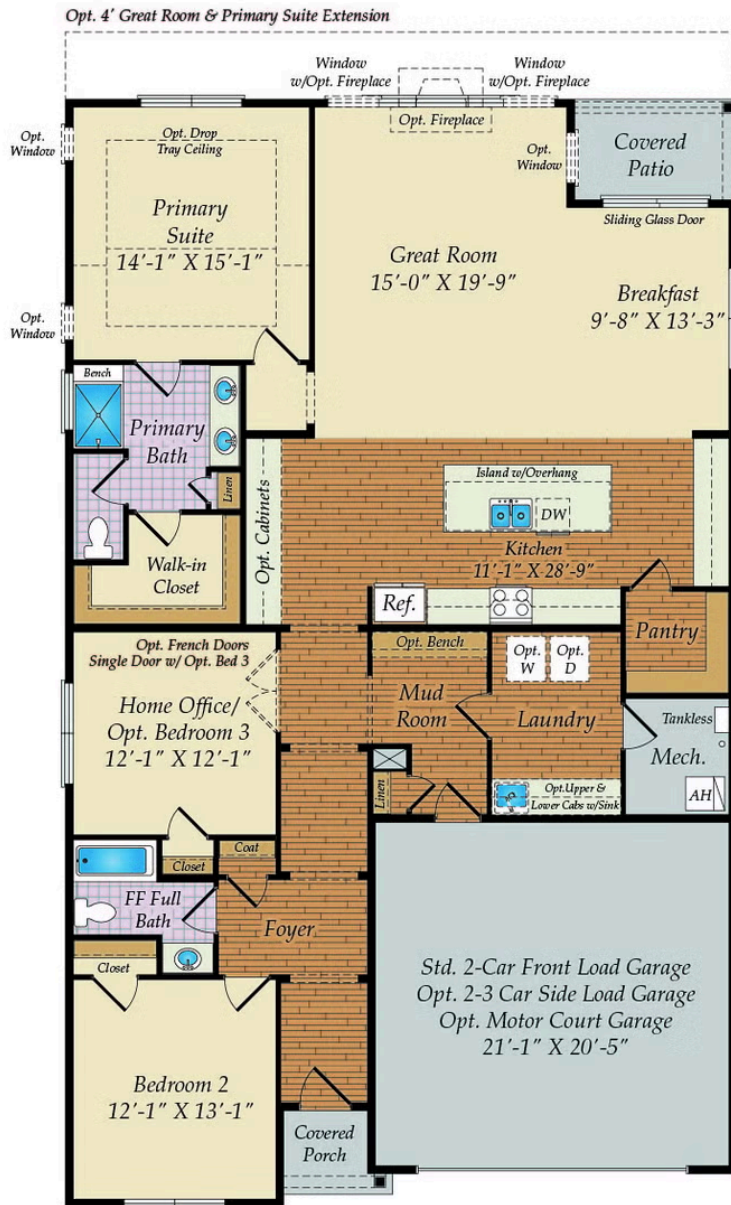 Opt. 4' Great Room & Primary Suite Extension
Window
w/Opt. Fireplace
Window
w/Opt. Fireplace
Opt. Fireplace
Opt.
Window
Opt. Drop
Tray Ceiling
Primary
Suite
14'-1" X 15'-1"
Opt.
Window
Covered
Patio
Sliding Glass Door
Great Room
15'-0" X 19'-9"
Breakfast
9'-8" X 13'-3"
Opt.
Window
Bench
Primary
Bath
Linen
Walk-in
Closet
Opt. Cabinets
Island w/Overhang
DW
Kitchen
11'-1" X 28'-9"
Ref.
Pantry
Opt. French Doors
Single Door w/ Opt. Bed 3
Home Office/
Opt. Bedroom 3
12'-1" X 12'-1"
Opt. Bench
Mud
Room
Opt.
W
Opt.
D
Laundry
Tankless
Mech.
AH
Linen
Opt.Upper &
Lower Cabs w/Sink
Closet
Coat
FF Full
Bath
Foyer
Closet
Std. 2-Car Front Load Garage
Opt. 2-3 Car Side Load Garage
Opt. Motor Court Garage
21'-1" X 20'-5"
Bedroom 2
12'-1" X 13'-1"
Covered
Porch